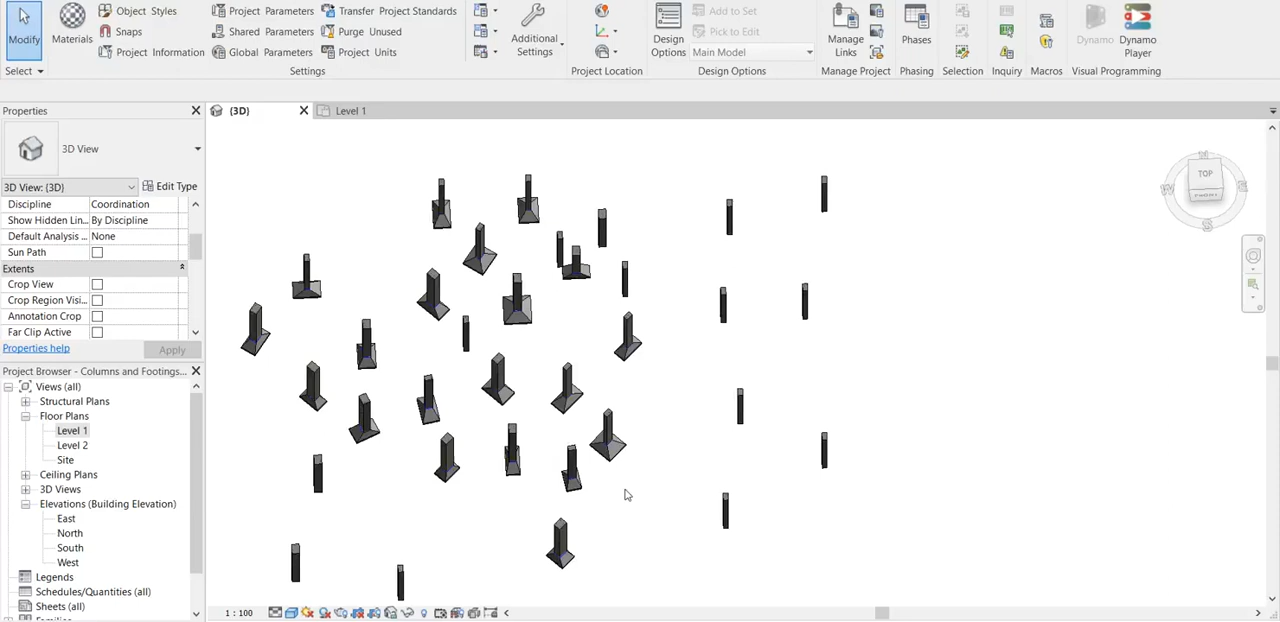 Modify
Select
Materials
Object Styles
Snaps
Project Information
Project Parameters
Shared Parameters
Global Parameters
Transfer Project Standards
Purge Unused
Project Units
Settings
Additional
Settings
Project Location
Design
Options
Add to Set
Pick to Edit
Main Model
Design Options
Manage
Links
Manage Project
Phases
Phasing
Selection
Inquiry
Macros
Dynamo
Dynamo
Player
Visual Programming
Properties
3D View
3D View: {3D}
Edit Type
Discipline Coordination
Show Hidden Lin... By Discipline
Default Analysis ... None
Sun Path
Extents
Crop View
Crop Region Visi...
Annotation Crop
Far Clip Active
Properties help
Apply
Project Browser - Columns and Footings...
Views (all)
Structural Plans
Floor Plans
Level 1
Level 2
Site
Ceiling Plans
3D Views
Elevations (Building Elevation)
East
North
South
West
Legends
Schedules/Quantities (all)
Sheets (all)
{3D}
Level 1
TOP
FRONT
W
E
S
1 : 100